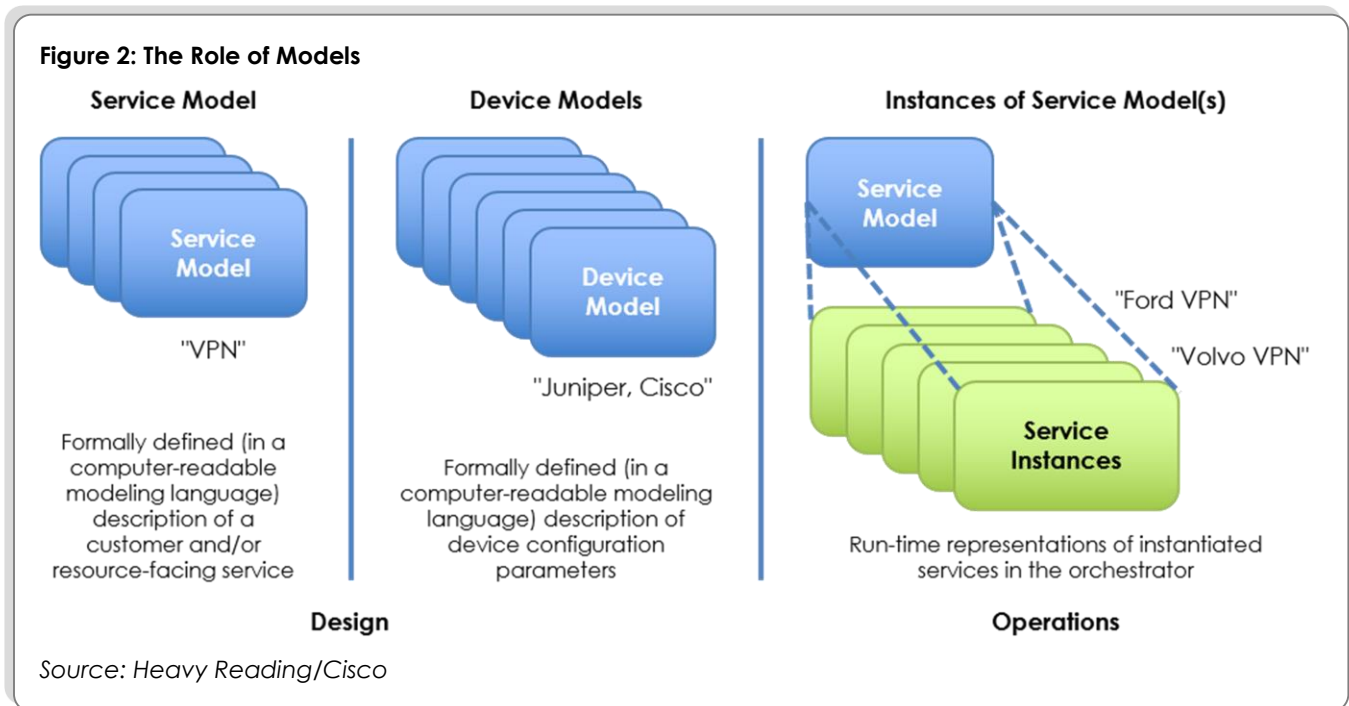 Figure 2: The Role of Models
Service Model
Service
Model
"VPN"
Formally defined (in a
computer-readable
modeling language)
description of a
customer and/or
resource-facing service
Device Models
Device
Model
"Juniper, Cisco"
Formally defined (in a
computer-readable modeling
language) description of
device configuration
parameters
Design
Instances of Service Model(s)
Service
Model
"Ford VPN"
"Volvo VPN"
Service
Instances
Run-time representations of instantiated
services in the orchestrator
Operations
Source: Heavy Reading/Cisco